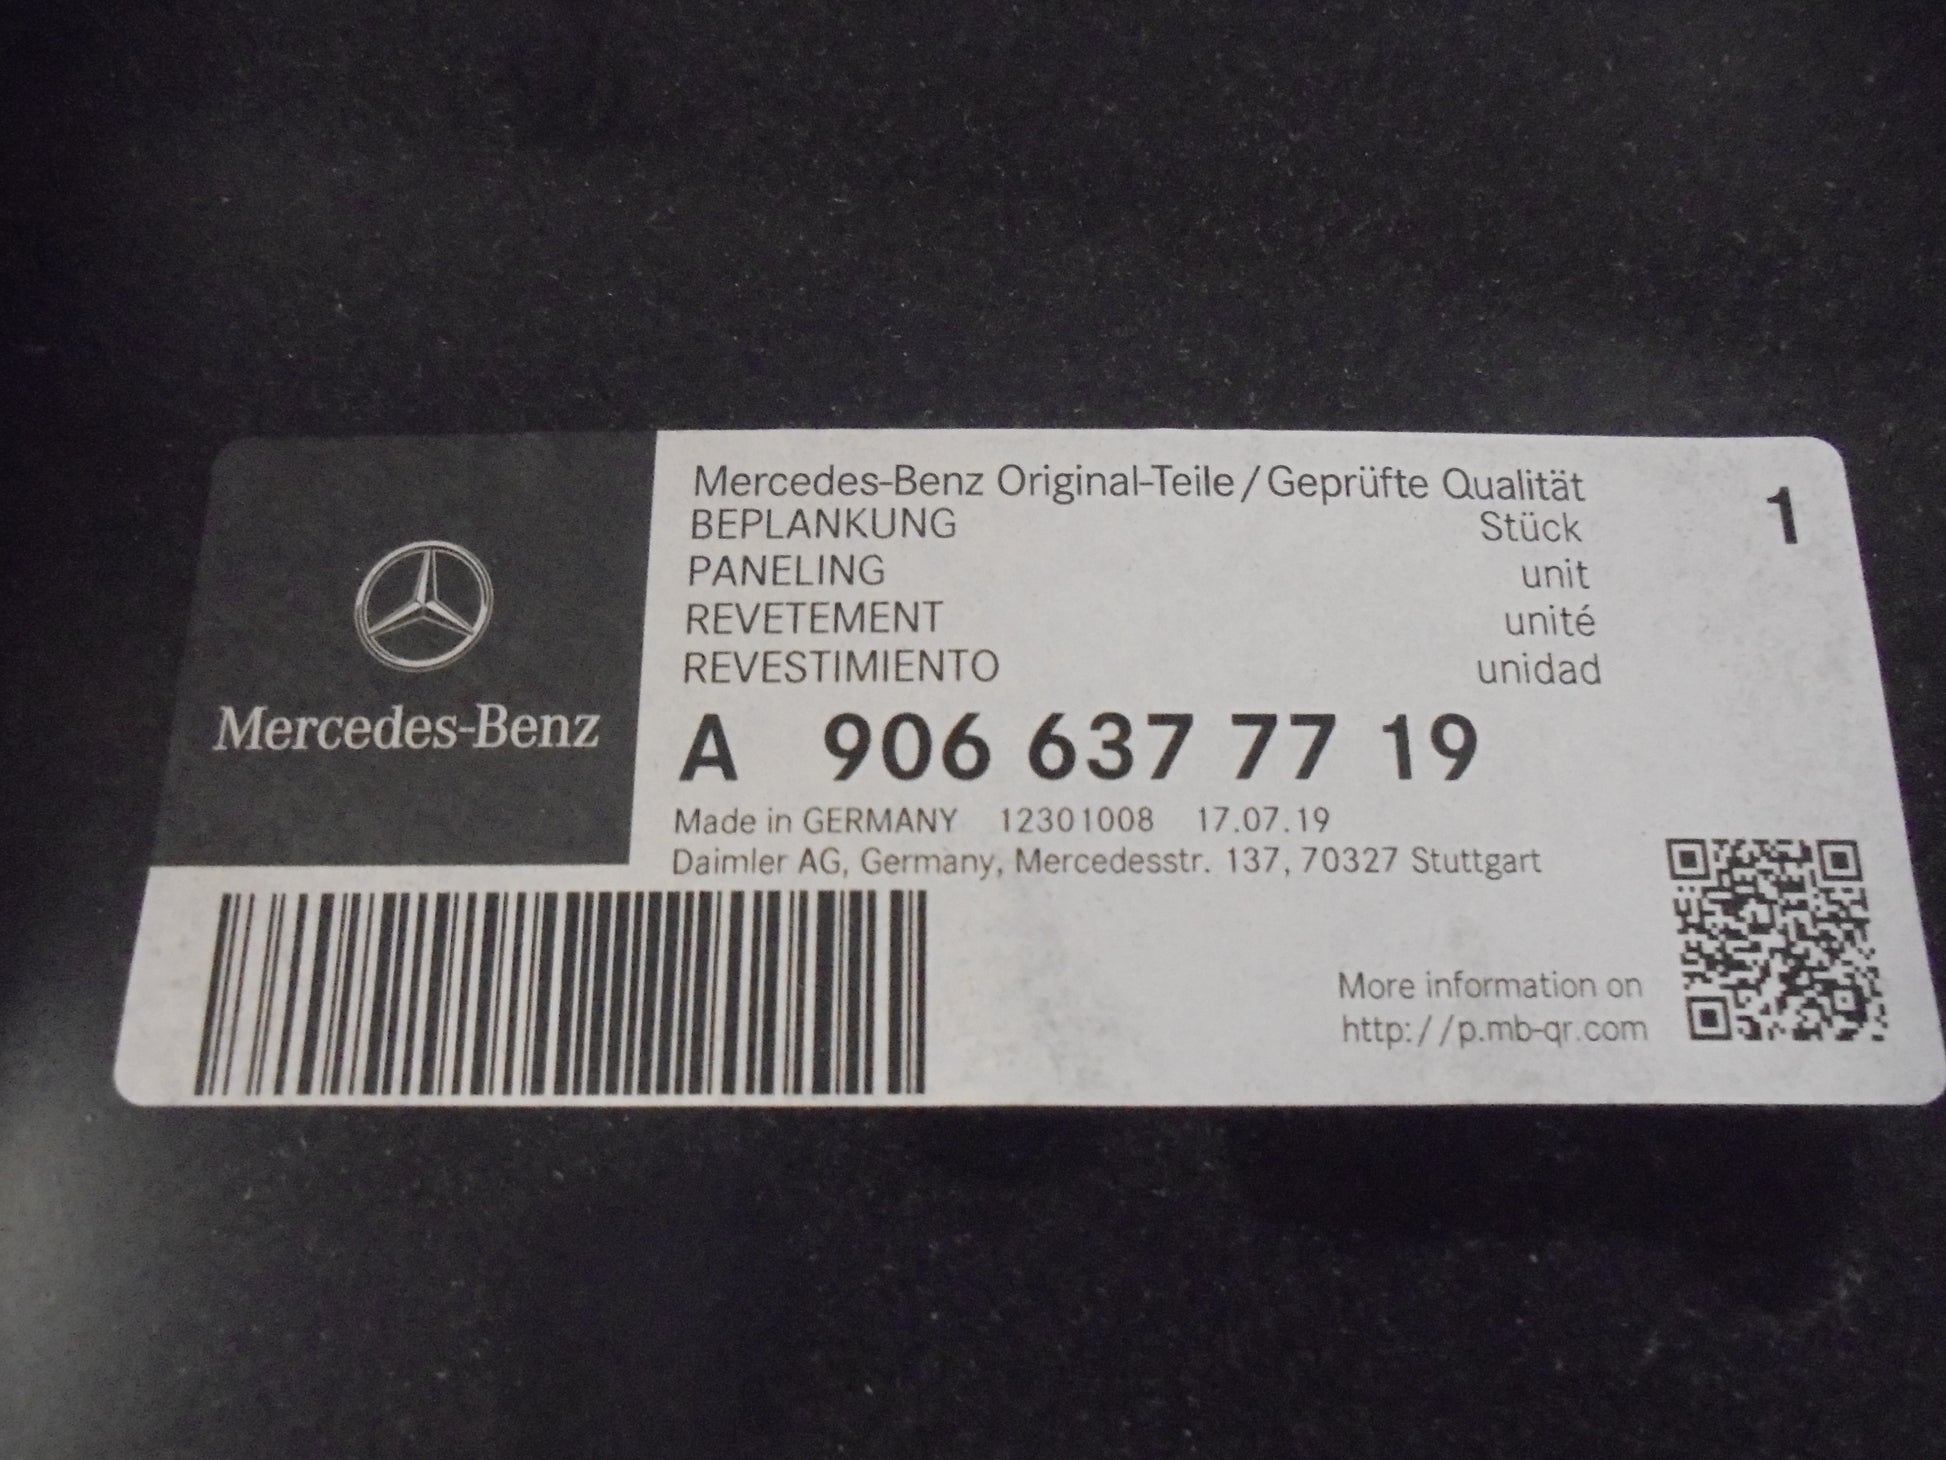 Mercedes-Benz
Mercedes-Benz Original-Teile/Geprüfte Qualität
BEPLANKUNG Stück 1
PANELING unit
REVETEMENT unité
REVESTIMIENTO unidad
A 906 637 77 19
Made in GERMANY 12301008 17.07.19
Daimler AG, Germany, Mercedesstr. 137, 70327 Stuttgart
More information on
http://p.mb-qr.com